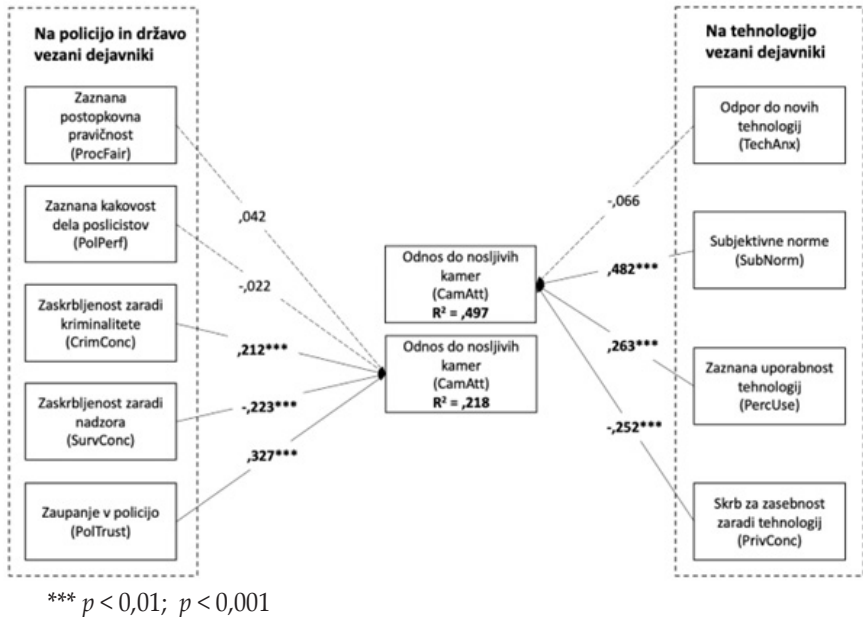 Na policijo in državo
vezani dejavniki
Zaznana
postopkovna
pravičnost
(ProcFair)
Zaznana kakovost
dela poslicistov
(PolPerf)
Zaskrbljenost zaradi
kriminalitete
(CrimConc)
Zaskrbljenost zaradi
nadzora
(SurvConc)
Zaupanje v policijo
(PolTrust)
,042
-,022
,212***
-,223***
,327***
Odnos do nosljivih
kamer
(CamAtt)
R² = ,497
Odnos do nosljivih
kamer
(CamAtt)
R² = ,218
-,066
,482***
,263***
-,252***
Na tehnologijo
vezani dejavniki
Odpor do novih
tehnologij
(TechAnx)
Subjektivne norme
(SubNorm)
Zaznana uporabnost
tehnologij
(PercUse)
Skrb za zasebnost
zaradi tehnologij
(PrivConc)
*** p < 0,01; p < 0,001